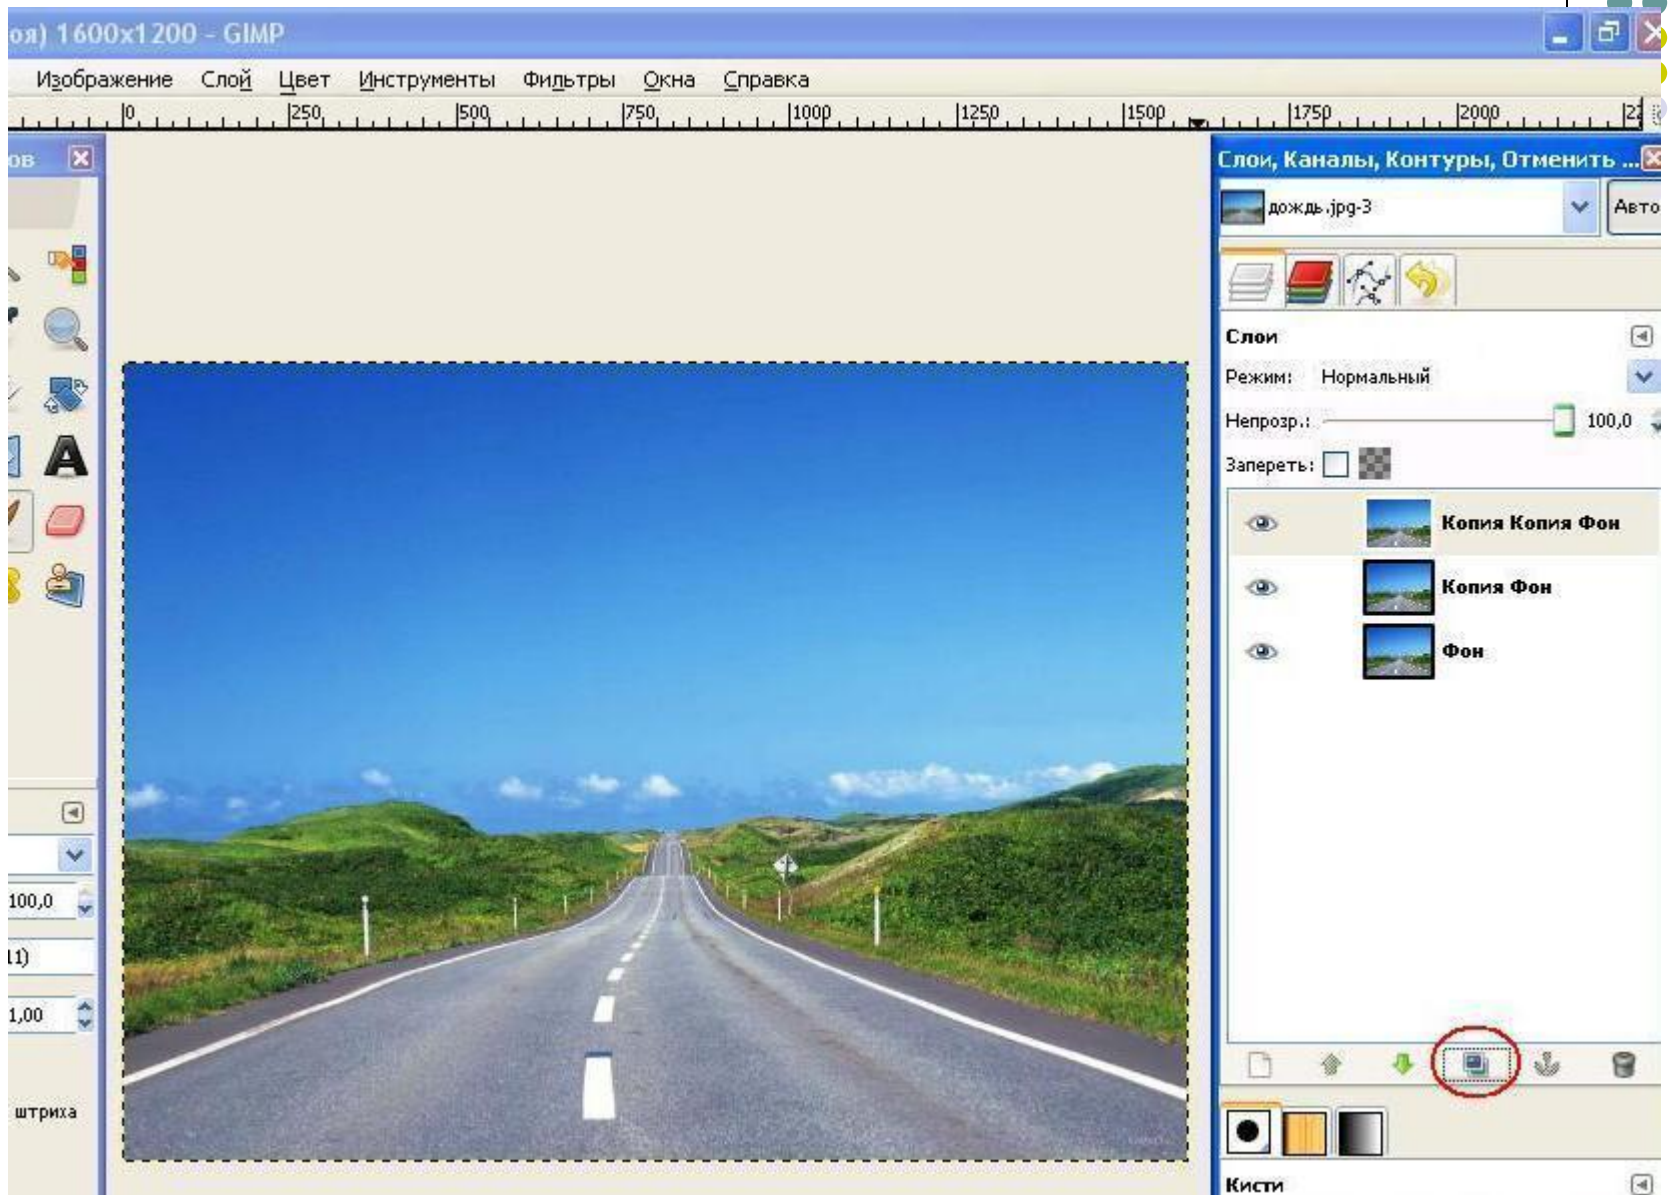 оя) 1600x1200 - GIMP
Изображение Слой Цвет Инструменты Фильтры Окна Справка
0 250 500 750 1000 1250 1500 1750 2000 22
ов
Слои, Каналы, Контуры, Отменить ...
дождь.jpg-3
Авто
Слои
Режим: Нормальный
Непрозр.: 100,0
Запереть:
A
Копия Копия Фон
Копия Фон
Фон
100,0
11)
1,00
штриха
Кисти